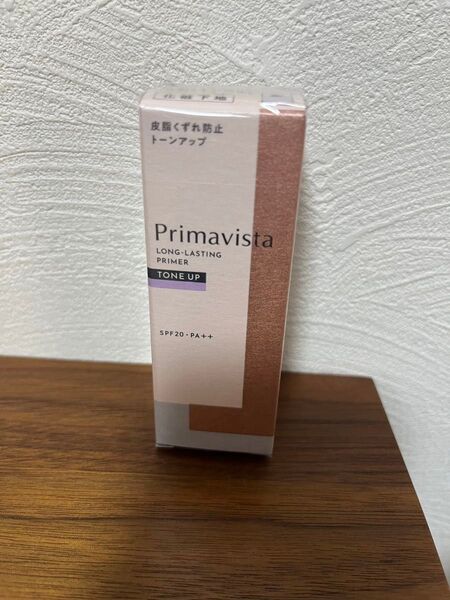 化粧下地
皮脂くずれ防止
トーンアップ
Primavista
LONG-LASTING
PRIMER
TONE UP
SPF20・PA++